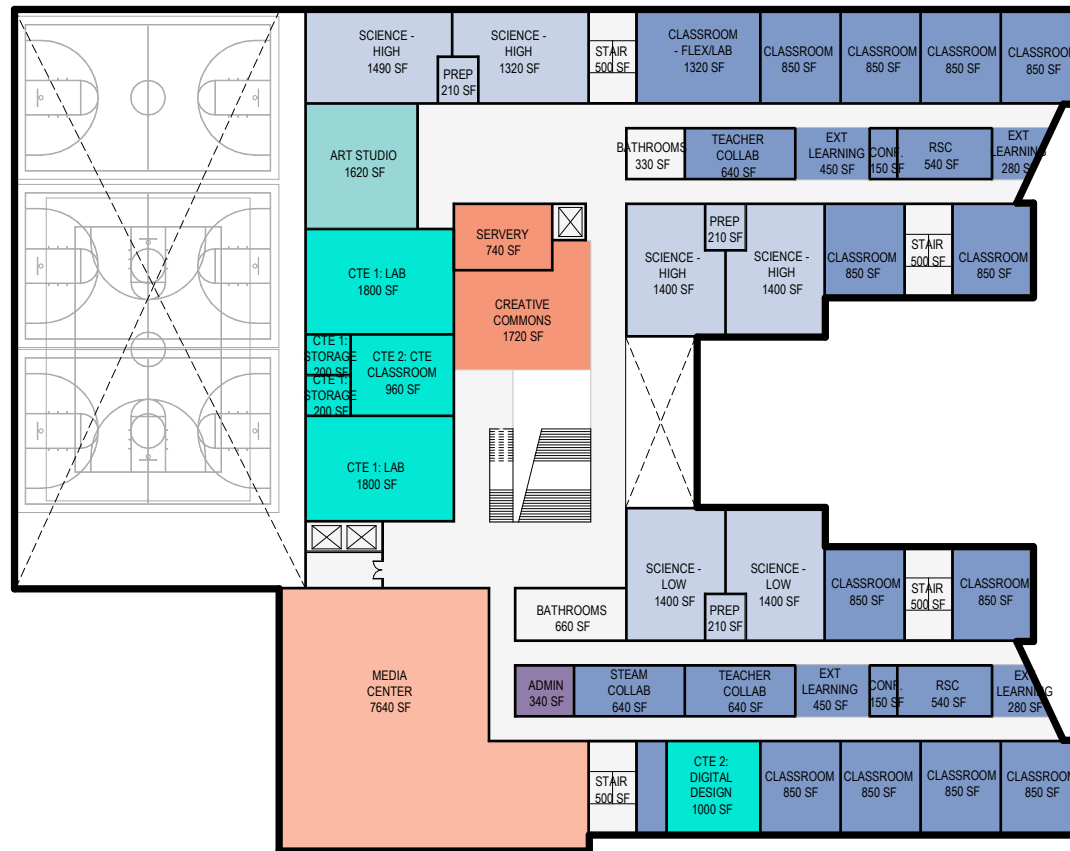 SCIENCE -
HIGH
1490 SF
SCIENCE -
HIGH
1320 SF
PREP
210 SF
STAIR
500 SF
CLASSROOM
- FLEX/LAB
1320 SF
CLASSROOM
850 SF
CLASSROOM
850 SF
CLASSROOM
850 SF
CLASSROOM
850 SF
ART STUDIO
1620 SF
BATHROOMS
330 SF
TEACHER
COLLAB
640 SF
EXT
LEARNING
450 SF
CONF.
150 SF
RSC
540 SF
EXT
LEARNING
280 SF
SERVERY
740 SF
CREATIVE
COMMONS
1720 SF
CTE 1: LAB
1800 SF
SCIENCE -
HIGH
1400 SF
PREP
210 SF
SCIENCE -
HIGH
1400 SF
CLASSROOM
850 SF
STAIR
500 SF
CLASSROOM
850 SF
CTE 1:
STORAGE
200 SF
CTE 1:
STORAGE
200 SF
CTE 2: CTE
CLASSROOM
960 SF
CTE 1: LAB
1800 SF
SCIENCE -
LOW
1400 SF
PREP
210 SF
SCIENCE -
LOW
1400 SF
CLASSROOM
850 SF
STAIR
500 SF
CLASSROOM
850 SF
BATHROOMS
660 SF
MEDIA
CENTER
7640 SF
ADMIN
340 SF
STEAM
COLLAB
640 SF
TEACHER
COLLAB
640 SF
EXT
LEARNING
450 SF
CONF.
150 SF
RSC
540 SF
EXT
LEARNING
280 SF
STAIR
500 SF
CTE 2:
DIGITAL
DESIGN
1000 SF
CLASSROOM
850 SF
CLASSROOM
850 SF
CLASSROOM
850 SF
CLASSROOM
850 SF